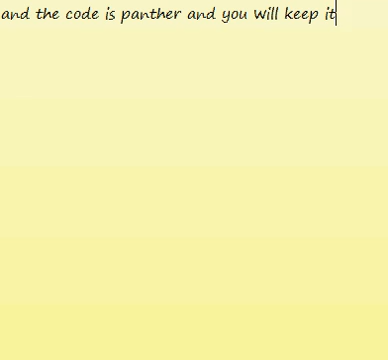 and the code is panther and you will keep it